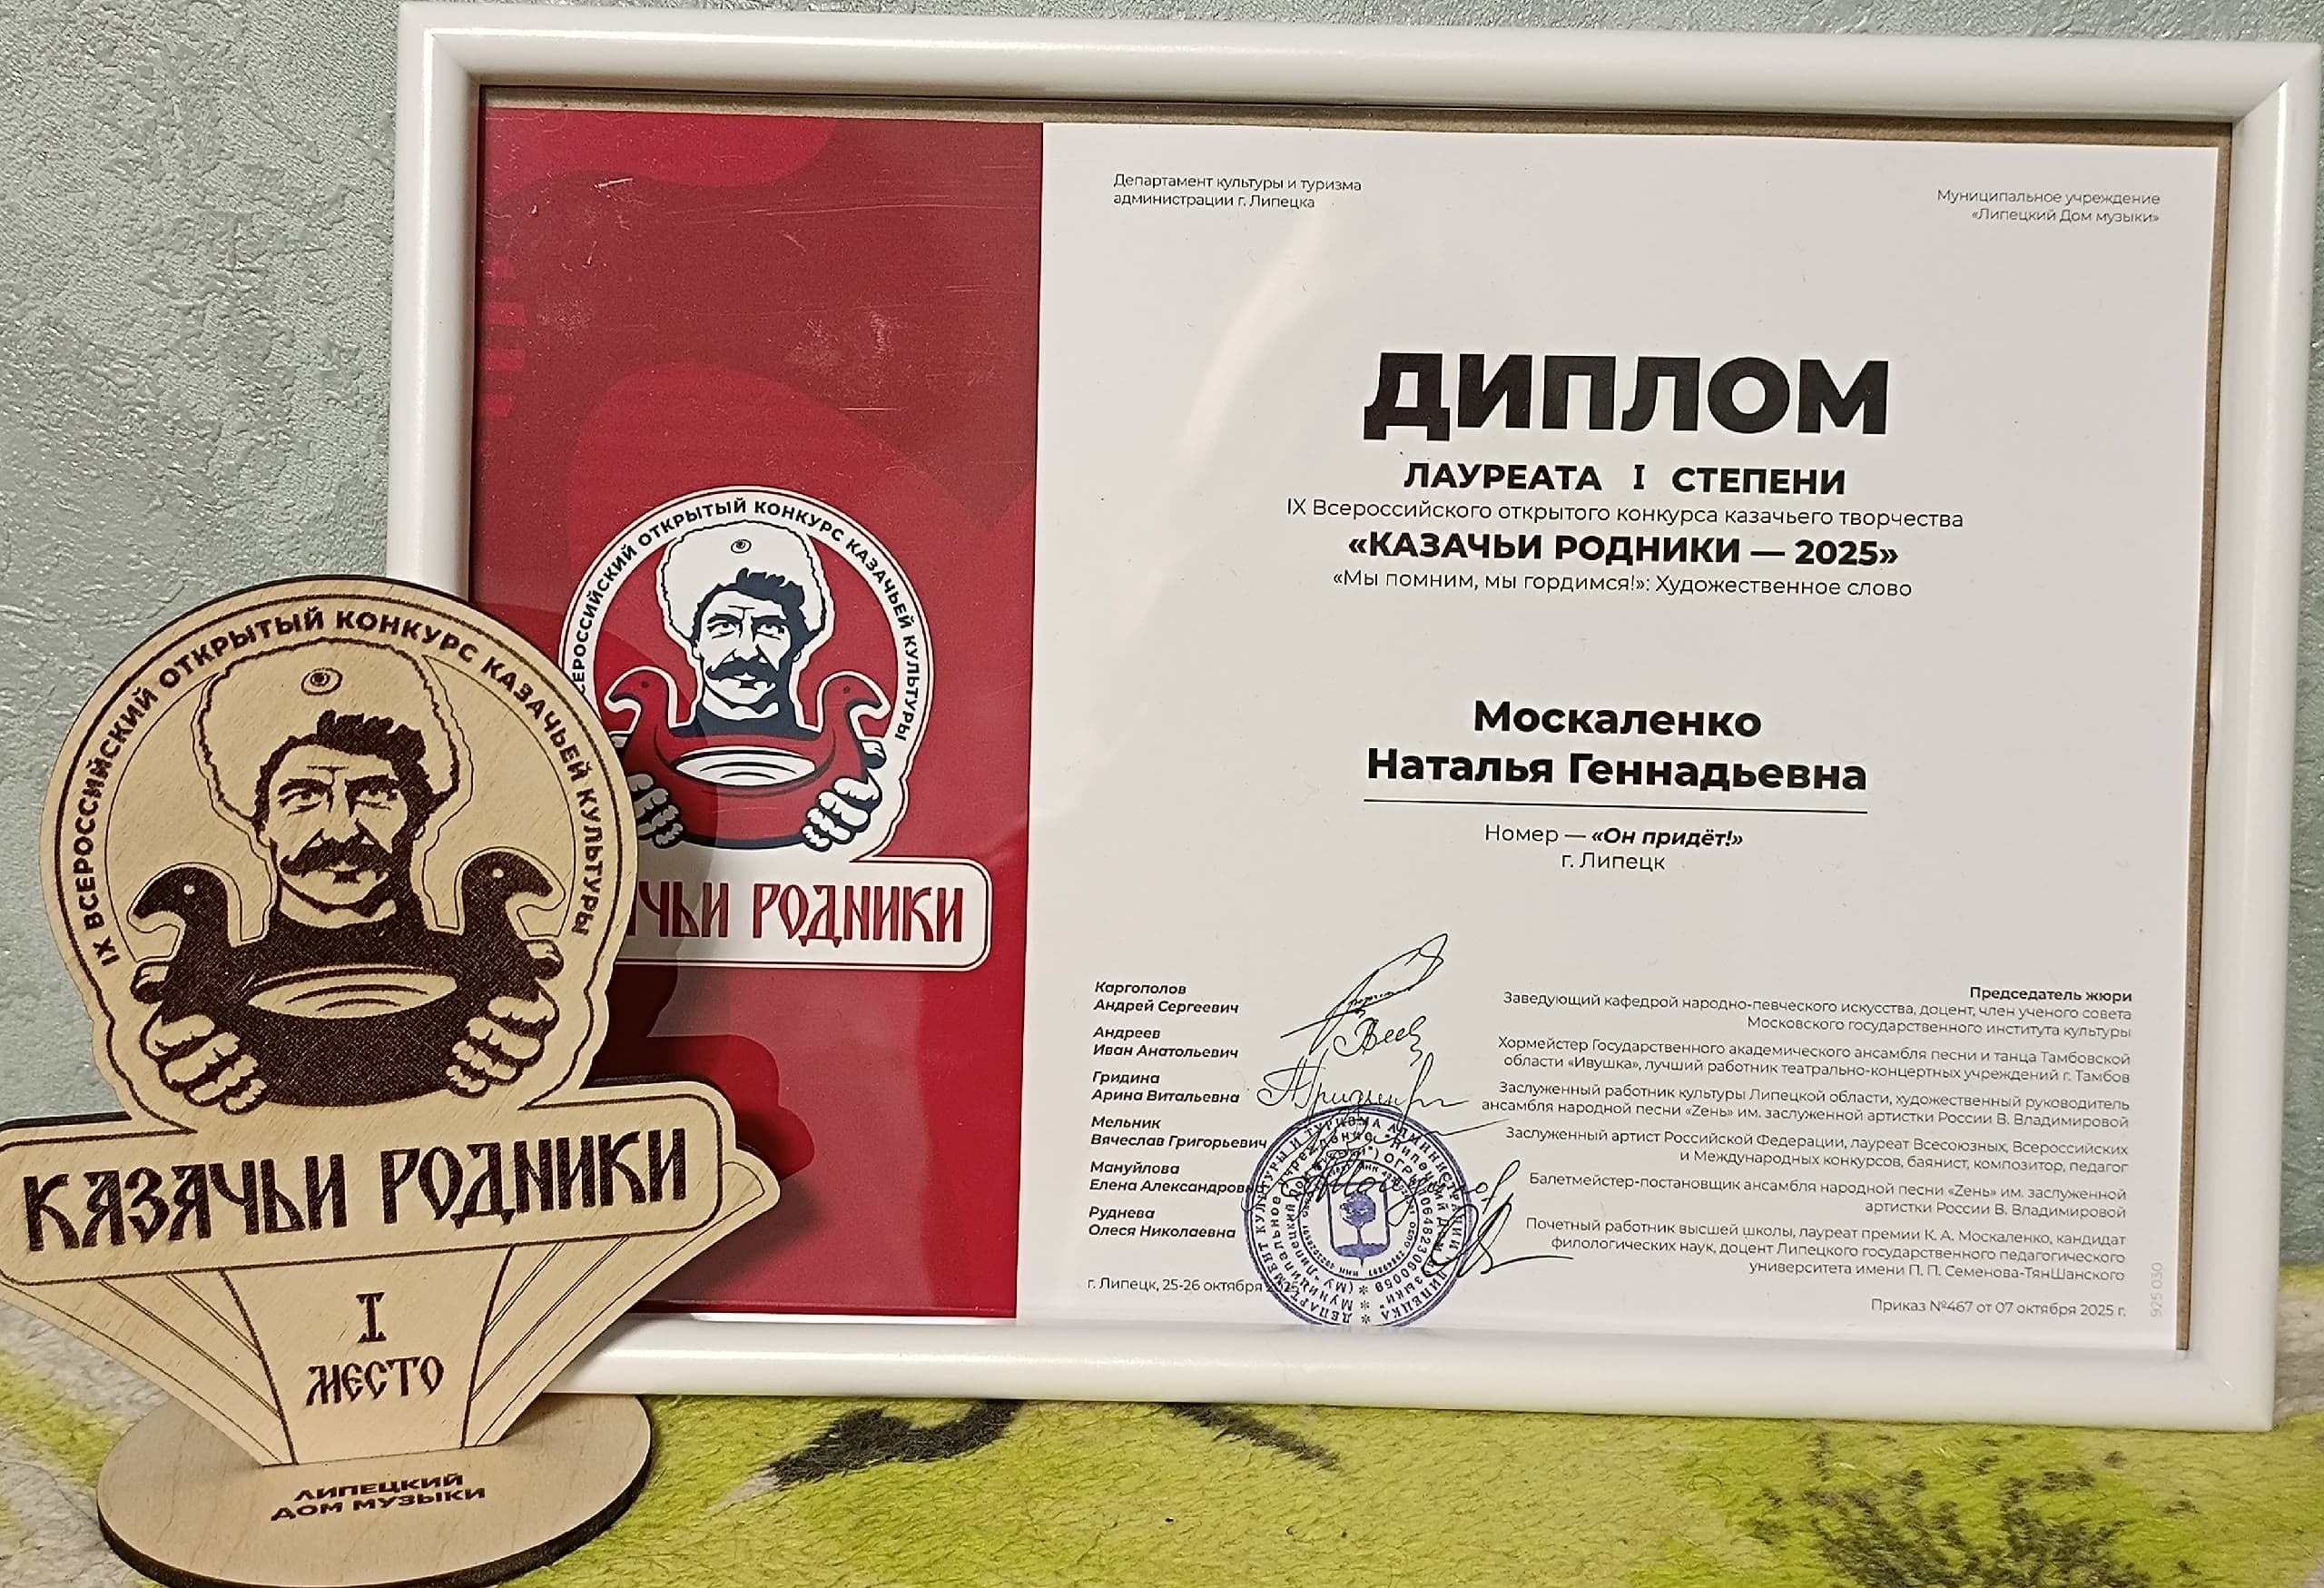 Департамент культуры и туризма
администрации г. Липецка
Муниципальное учреждение
«Липецкий Дом музыки»
ДИПЛОМ
ЛАУРЕАТА I СТЕПЕНИ
IX Всероссийского открытого конкурса казачьего творчества
«КАЗАЧЬИ РОДНИКИ — 2025»
«Мы помним, мы гордимся!»: Художественное слово
Москаленко
Наталья Геннадьевна
Номер — «Он придёт!»
г. Липецк
Каргополов
Андрей Сергеевич
Председатель жюри
Заведующий кафедрой народно-певческого искусства, доцент, член ученого совета
Московского государственного института культуры
Андреев
Иван Анатольевич
Хормейстер Государственного академического ансамбля песни и танца Тамбовской
области «Ивушка», лучший работник театрально-концертных учреждений г. Тамбов
Гридина
Арина Витальевна
Заслуженный работник культуры Липецкой области, художественный руководитель
ансамбля народной песни «Zень» им. заслуженной артистки России В. Владимировой
Мельник
Вячеслав Григорьевич
Заслуженный артист Российской Федерации, лауреат Всесоюзных, Всероссийских
и Международных конкурсов, баянист, композитор, педагог
Мануйлова
Елена Александровн
Балетмейстер-постановщик ансамбля народной песни «Zень» им. заслуженной
артистки России В. Владимировой
Руднева
Олеся Николаевна
Почетный работник высшей школы, лауреат премии К. А. Москаленко, кандидат
филологических наук, доцент Липецкого государственного педагогического
университета имени П. П. Семенова-ТянШанского
г. Липецк, 25-26 октября
Приказ №467 от 07 октября 2025 г.
925 030
ВСЕРОССИЙСКИЙ ОТКРЫТЫЙ КОНКУРС КАЗАЧЬЕЙ КУЛЬТУРЫ
ЧЬИ РОДНИКИ
IX ВСЕРОССИЙСКИЙ ОТКРЫТЫЙ КОНКУРС КАЗАЧЬЕЙ КУЛЬТУРЫ
КАЗАЧЬИ РОДНИКИ
I
МЕСТО
ЛИПЕЦКИЙ
ДОМ МУЗЫКИ